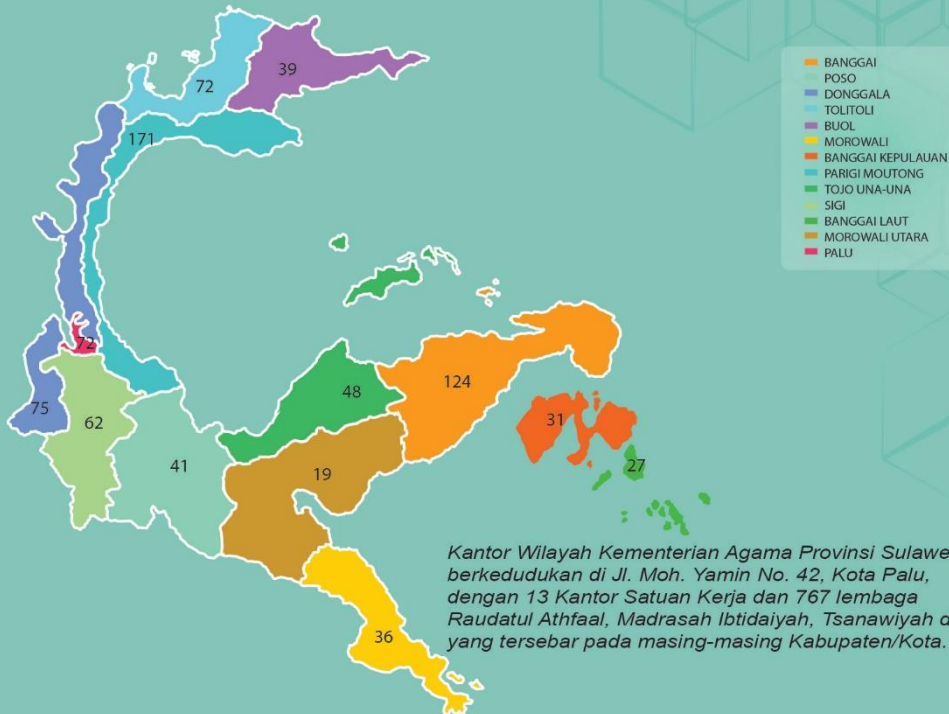 39
72
171
BANGGAI
POSO
DONGGALA
TOLITOLI
BUOL
MOROWALI
BANGGAI KEPULAUAN
PARIGI MOUTONG
TOJO UNA-UNA
SIGI
BANGGAI LAUT
MOROWALI UTARA
PALU
72
75
62
48
124
31
41
19
27
36
Kantor Wilayah Kementerian Agama Provinsi Sulawe
berkedudukan di Jl. Moh. Yamin No. 42, Kota Palu,
dengan 13 Kantor Satuan Kerja dan 767 lembaga
Raudatul Athfaal, Madrasah Ibtidaiyah, Tsanawiyah d
yang tersebar pada masing-masing Kabupaten/Kota.